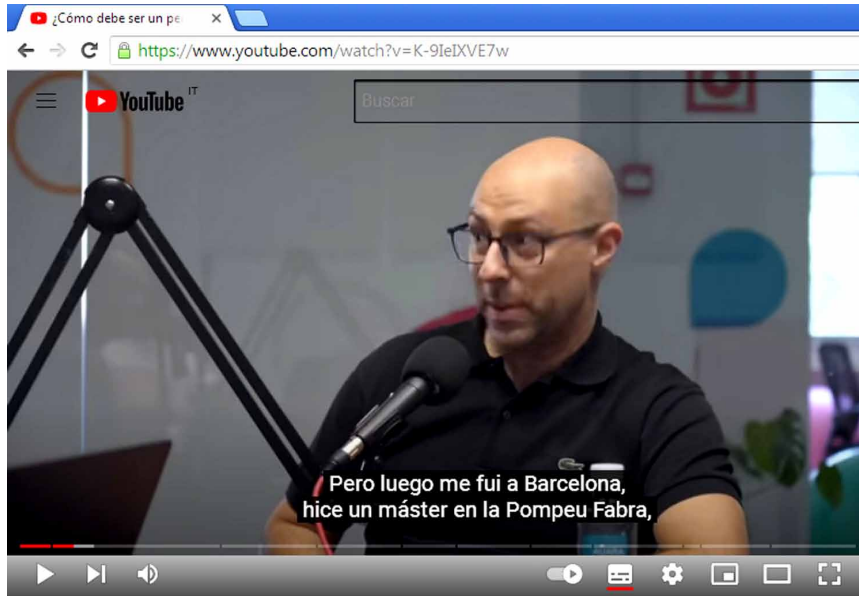 ¿Cómo debe ser un pe
https://www.youtube.com/watch?v=K-9IeIXVE7w
YouTube IT
Buscar
Pero luego me fui a Barcelona,
hice un máster en la Pompeu Fabra,